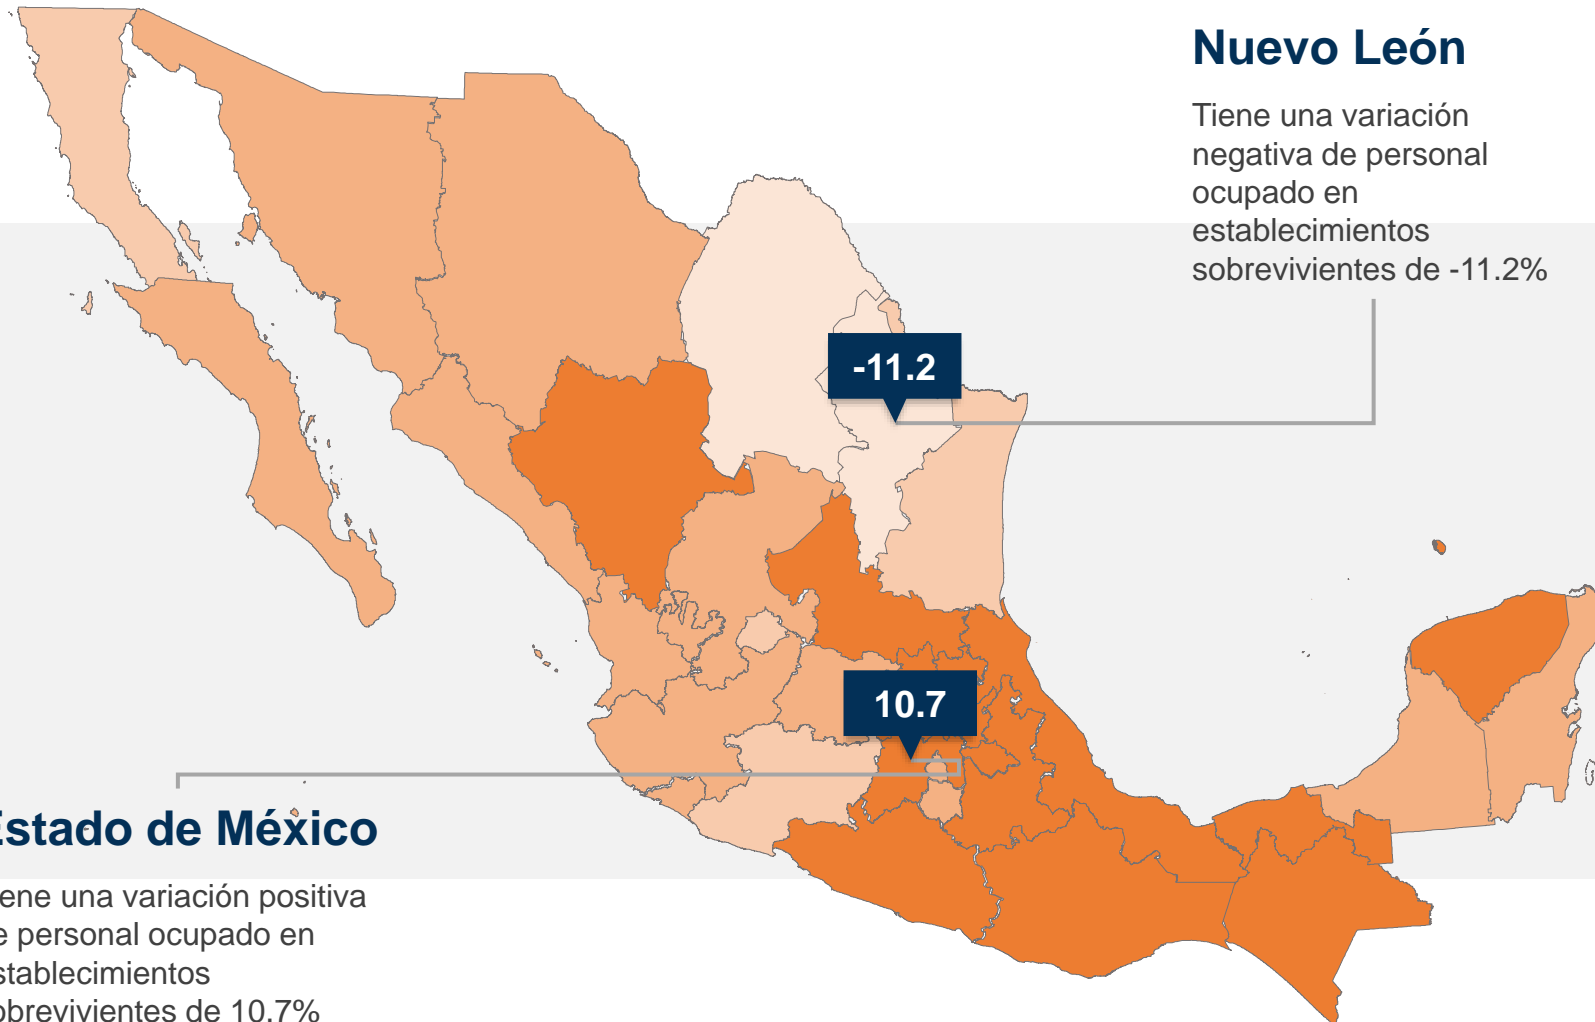 Nuevo León
Tiene una variación
negativa de personal
ocupado en
establecimientos
sobrevivientes de -11.2%
-11.2
10.7
Estado de México
iene una variación positiva
e personal ocupado en
stablecimientos
obrevivientes de 10.7%